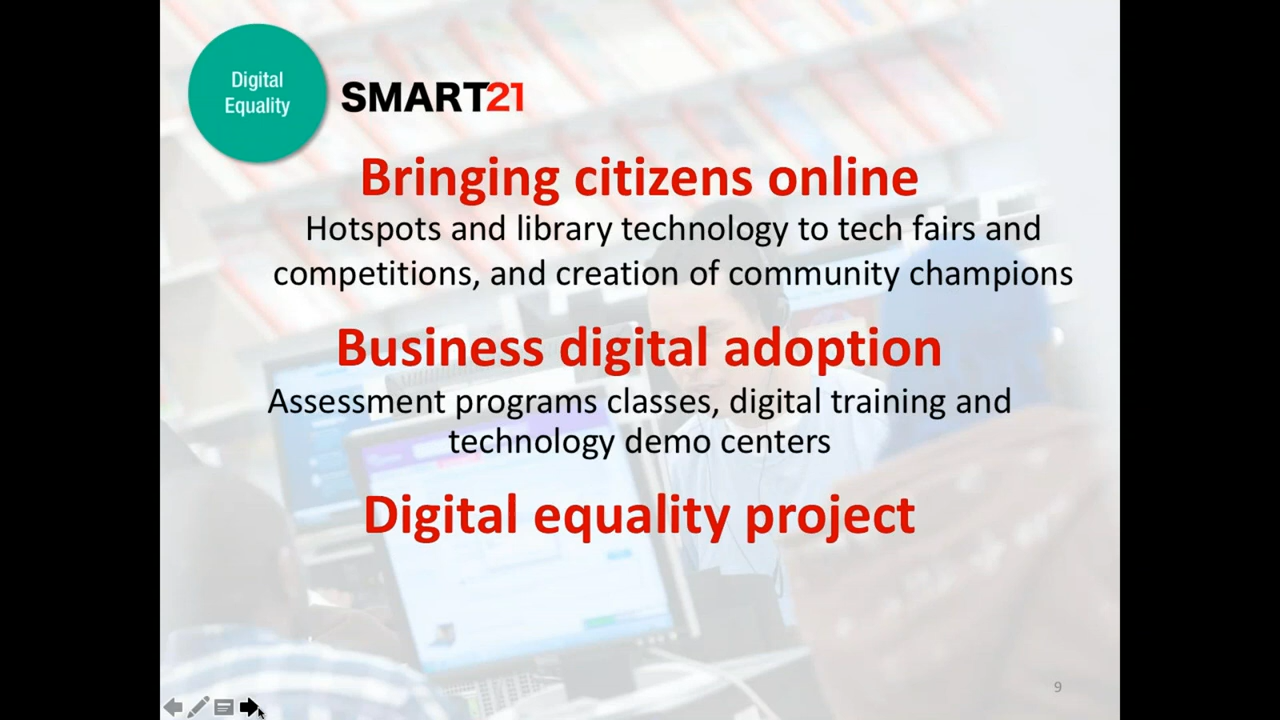 Digital
Equality
SMART21
Bringing citizens online
Hotspots and library technology to tech fairs and
competitions, and creation of community champions
Business digital adoption
Assessment programs classes, digital training and
technology demo centers
Digital equality project
9